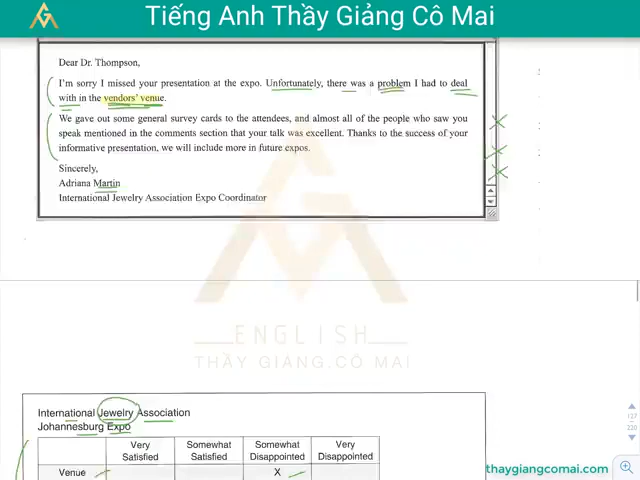 Tiếng Anh Thầy Giảng Cô Mai
Dear Dr. Thompson,
I'm sorry I missed your presentation at the expo. Unfortunately, there was a problem I had to deal
with in the vendors' venue.
We gave out some general survey cards to the attendees, and almost all of the people who saw you
speak mentioned in the comments section that your talk was excellent. Thanks to the success of your
informative presentation, we will include more in future expos.
Sincerely,
Adriana Martin
International Jewelry Association Expo Coordinator
ENGLISH
THẦY GIẢNG.CÔ MAI
International Jewelry Association
Johannesburg Expo
Very Satisfied Somewhat Satisfied Somewhat Disappointed Very Disappointed
Venue X
127
220
thaygiangcomai.com